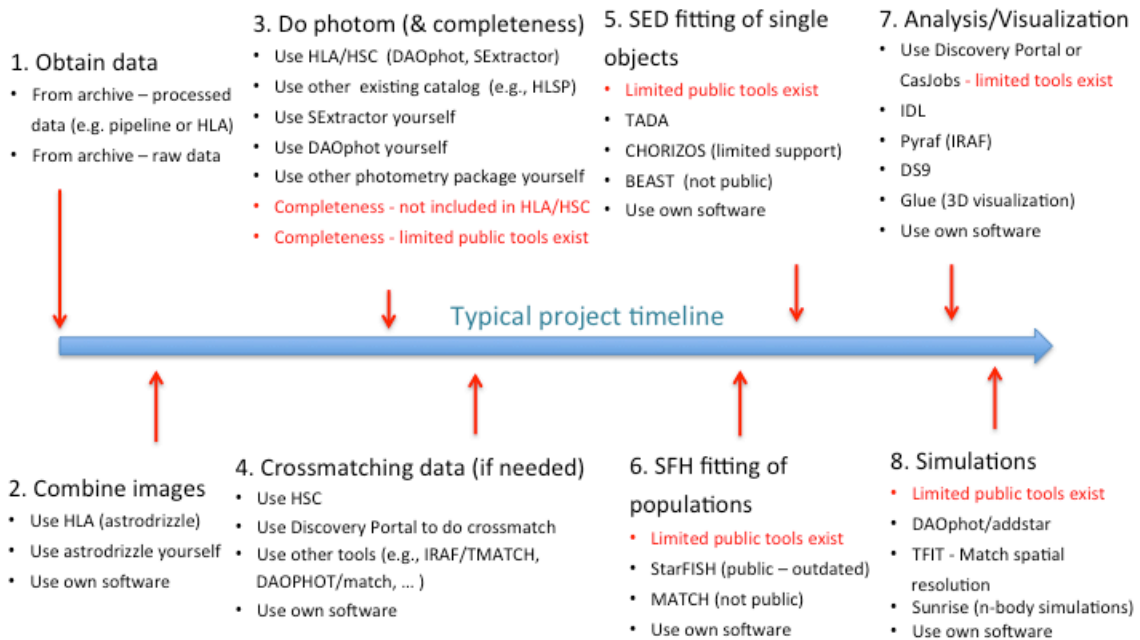 1. Obtain data
• From archive – processed
data (e.g. pipeline or HLA)
• From archive – raw data
3. Do photom (& completeness)
• Use HLA/HSC (DAOphot, SExtractor)
• Use other existing catalog (e.g., HLSP)
• Use SExtractor yourself
• Use DAOphot yourself
• Use other photometry package yourself
• Completeness - not included in HLA/HSC
• Completeness - limited public tools exist
5. SED fitting of single
objects
• Limited public tools exist
• TADA
• CHORIZOS (limited support)
• BEAST (not public)
• Use own software
7. Analysis/Visualization
• Use Discovery Portal or
CasJobs - limited tools exist
• IDL
• Pyraf (IRAF)
• DS9
• Glue (3D visualization)
• Use own software
Typical project timeline
2. Combine images
• Use HLA (astrodrizzle)
• Use astrodrizzle yourself
• Use own software
4. Crossmatching data (if needed)
• Use HSC
• Use Discovery Portal to do crossmatch
• Use other tools (e.g., IRAF/TMATCH,
DAOPHOT/match, ... )
• Use own software
6. SFH fitting of
populations
• Limited public tools exist
• StarFISH (public – outdated)
• MATCH (not public)
• Use own software
8. Simulations
• Limited public tools exist
• DAOphot/addstar
• TFIT - Match spatial
resolution
• Sunrise (n-body simulations)
• Use own software